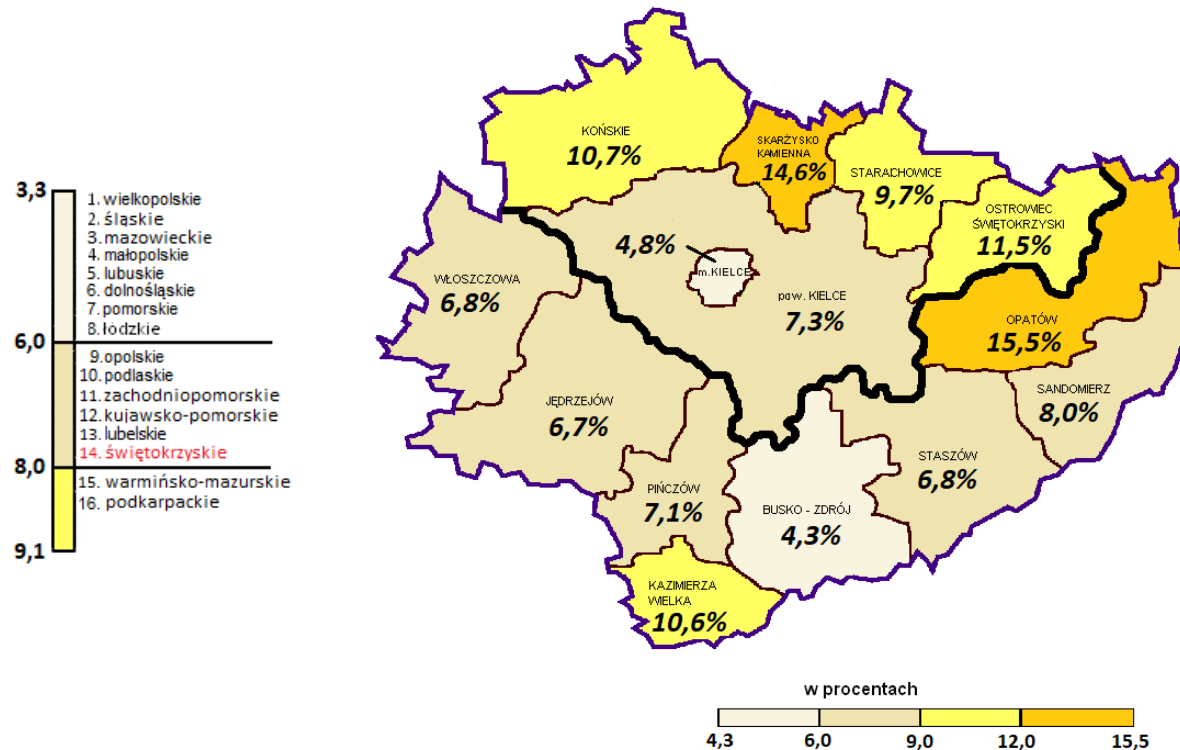 3,3
1. wielkopolskie
2. śląskie
3. mazowieckie
4. małopolskie
5. lubuskie
6. dolnośląskie
7. pomorskie
8. łódzkie
6,0
9. opolskie
10. podlaskie
11. zachodniopomorskie
12. kujawsko-pomorskie
13. lubelskie
14. świętokrzyskie
8,0
15. warmińsko-mazurskie
16. podkarpackie
9,1
KOŃSKIE
10,7%
SKARŻYSKO
KAMIENNA
14,6%
STARACHOWICE
9,7%
OSTROWIEC
ŚWIĘTOKRZYSKI
11,5%
4,8%
m.KIELCE
WŁOSZCZOWA
6,8%
pow. KIELCE
7,3%
OPATÓW
15,5%
SANDOMIERZ
8,0%
JĘDRZEJÓW
6,7%
STASZÓW
6,8%
PIŃCZÓW
7,1%
BUSKO - ZDRÓJ
4,3%
KAZIMIERZA
WIELKA
10,6%
w procentach
4,3 6,0 9,0 12,0 15,5